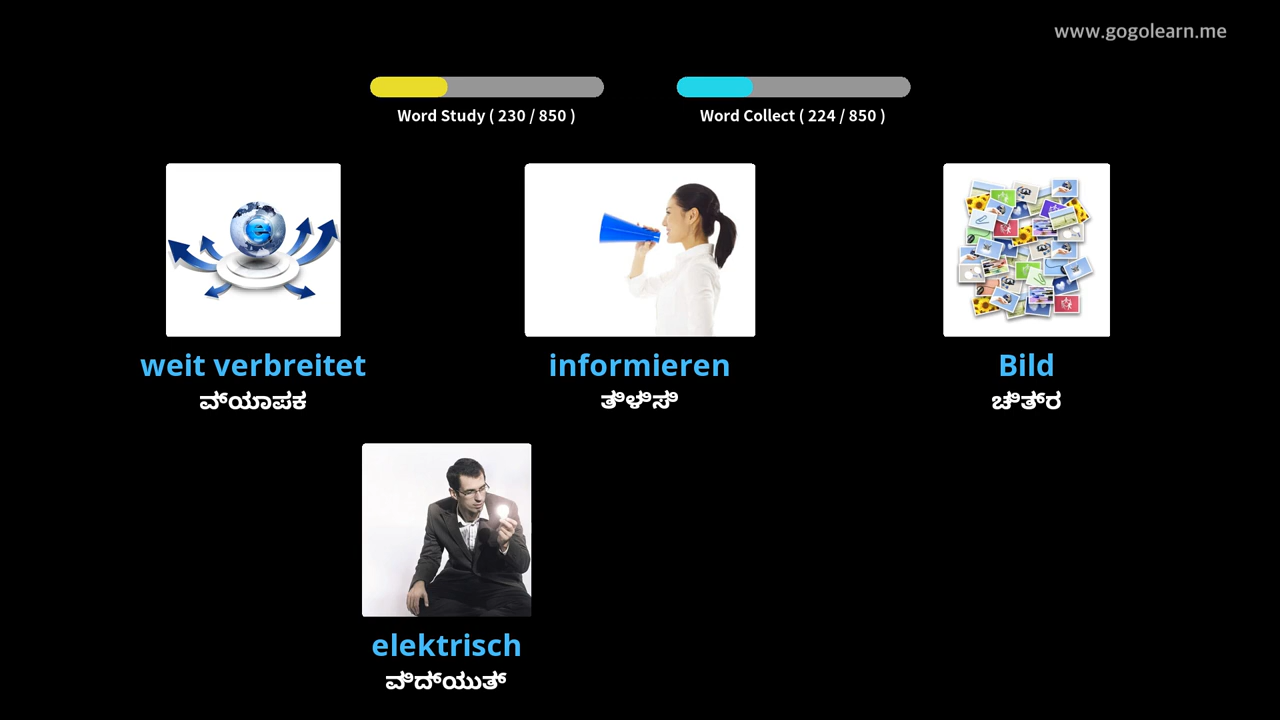 www.gogolearn.me
Word Study ( 230 / 850 )
Word Collect ( 224 / 850 )
weit verbreitet
ವ್ಯಾಪಕ
informieren
ತಿಳಿಸಿ
Bild
ಚಿತ್ರ
elektrisch
ವಿದ್ಯುತ್